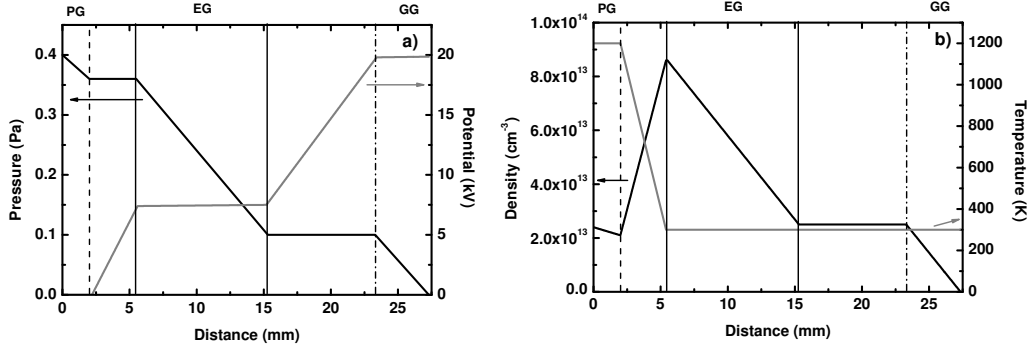 PG
EG
GG
a)
0.4
0.3
0.2
0.1
0.0
Pressure (Pa)
20
15
10
5
0
Potential (kV)
0
5
10
15
20
25
Distance (mm)
PG
EG
GG
b)
1.0x10^14
9.0x10^13
8.0x10^13
6.0x10^13
4.0x10^13
2.0x10^13
0.0
Density (cm^-3)
1200
1000
800
600
400
200
0
Temperature (K)
0
5
10
15
20
25
Distance (mm)